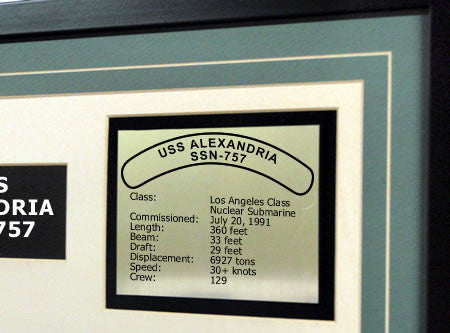 USS ALEXANDRIA
SSN-757
Class: Los Angeles Class
Nuclear Submarine
Commissioned: July 20, 1991
Length: 360 feet
Beam: 33 feet
Draft: 29 feet
Displacement: 6927 tons
Speed: 30+ knots
Crew: 129
S
DRIA
757